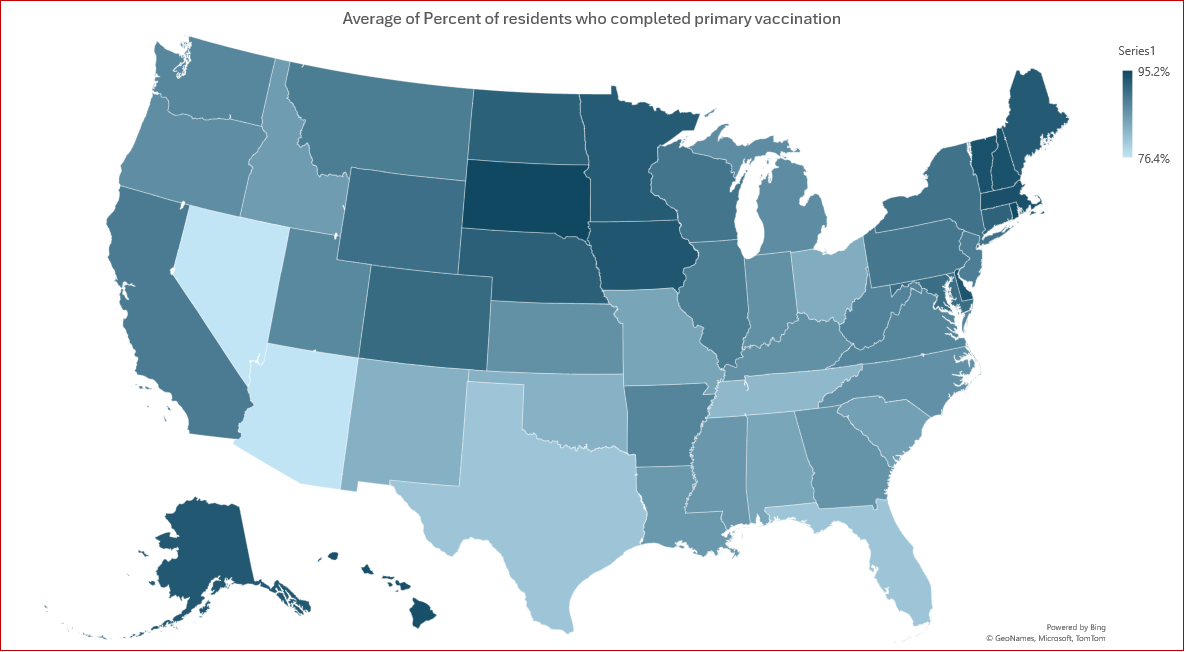 Average of Percent of residents who completed primary vaccination
Series1
95.2%
76.4%
Powered by Bing
© GeoNames, Microsoft, TomTom